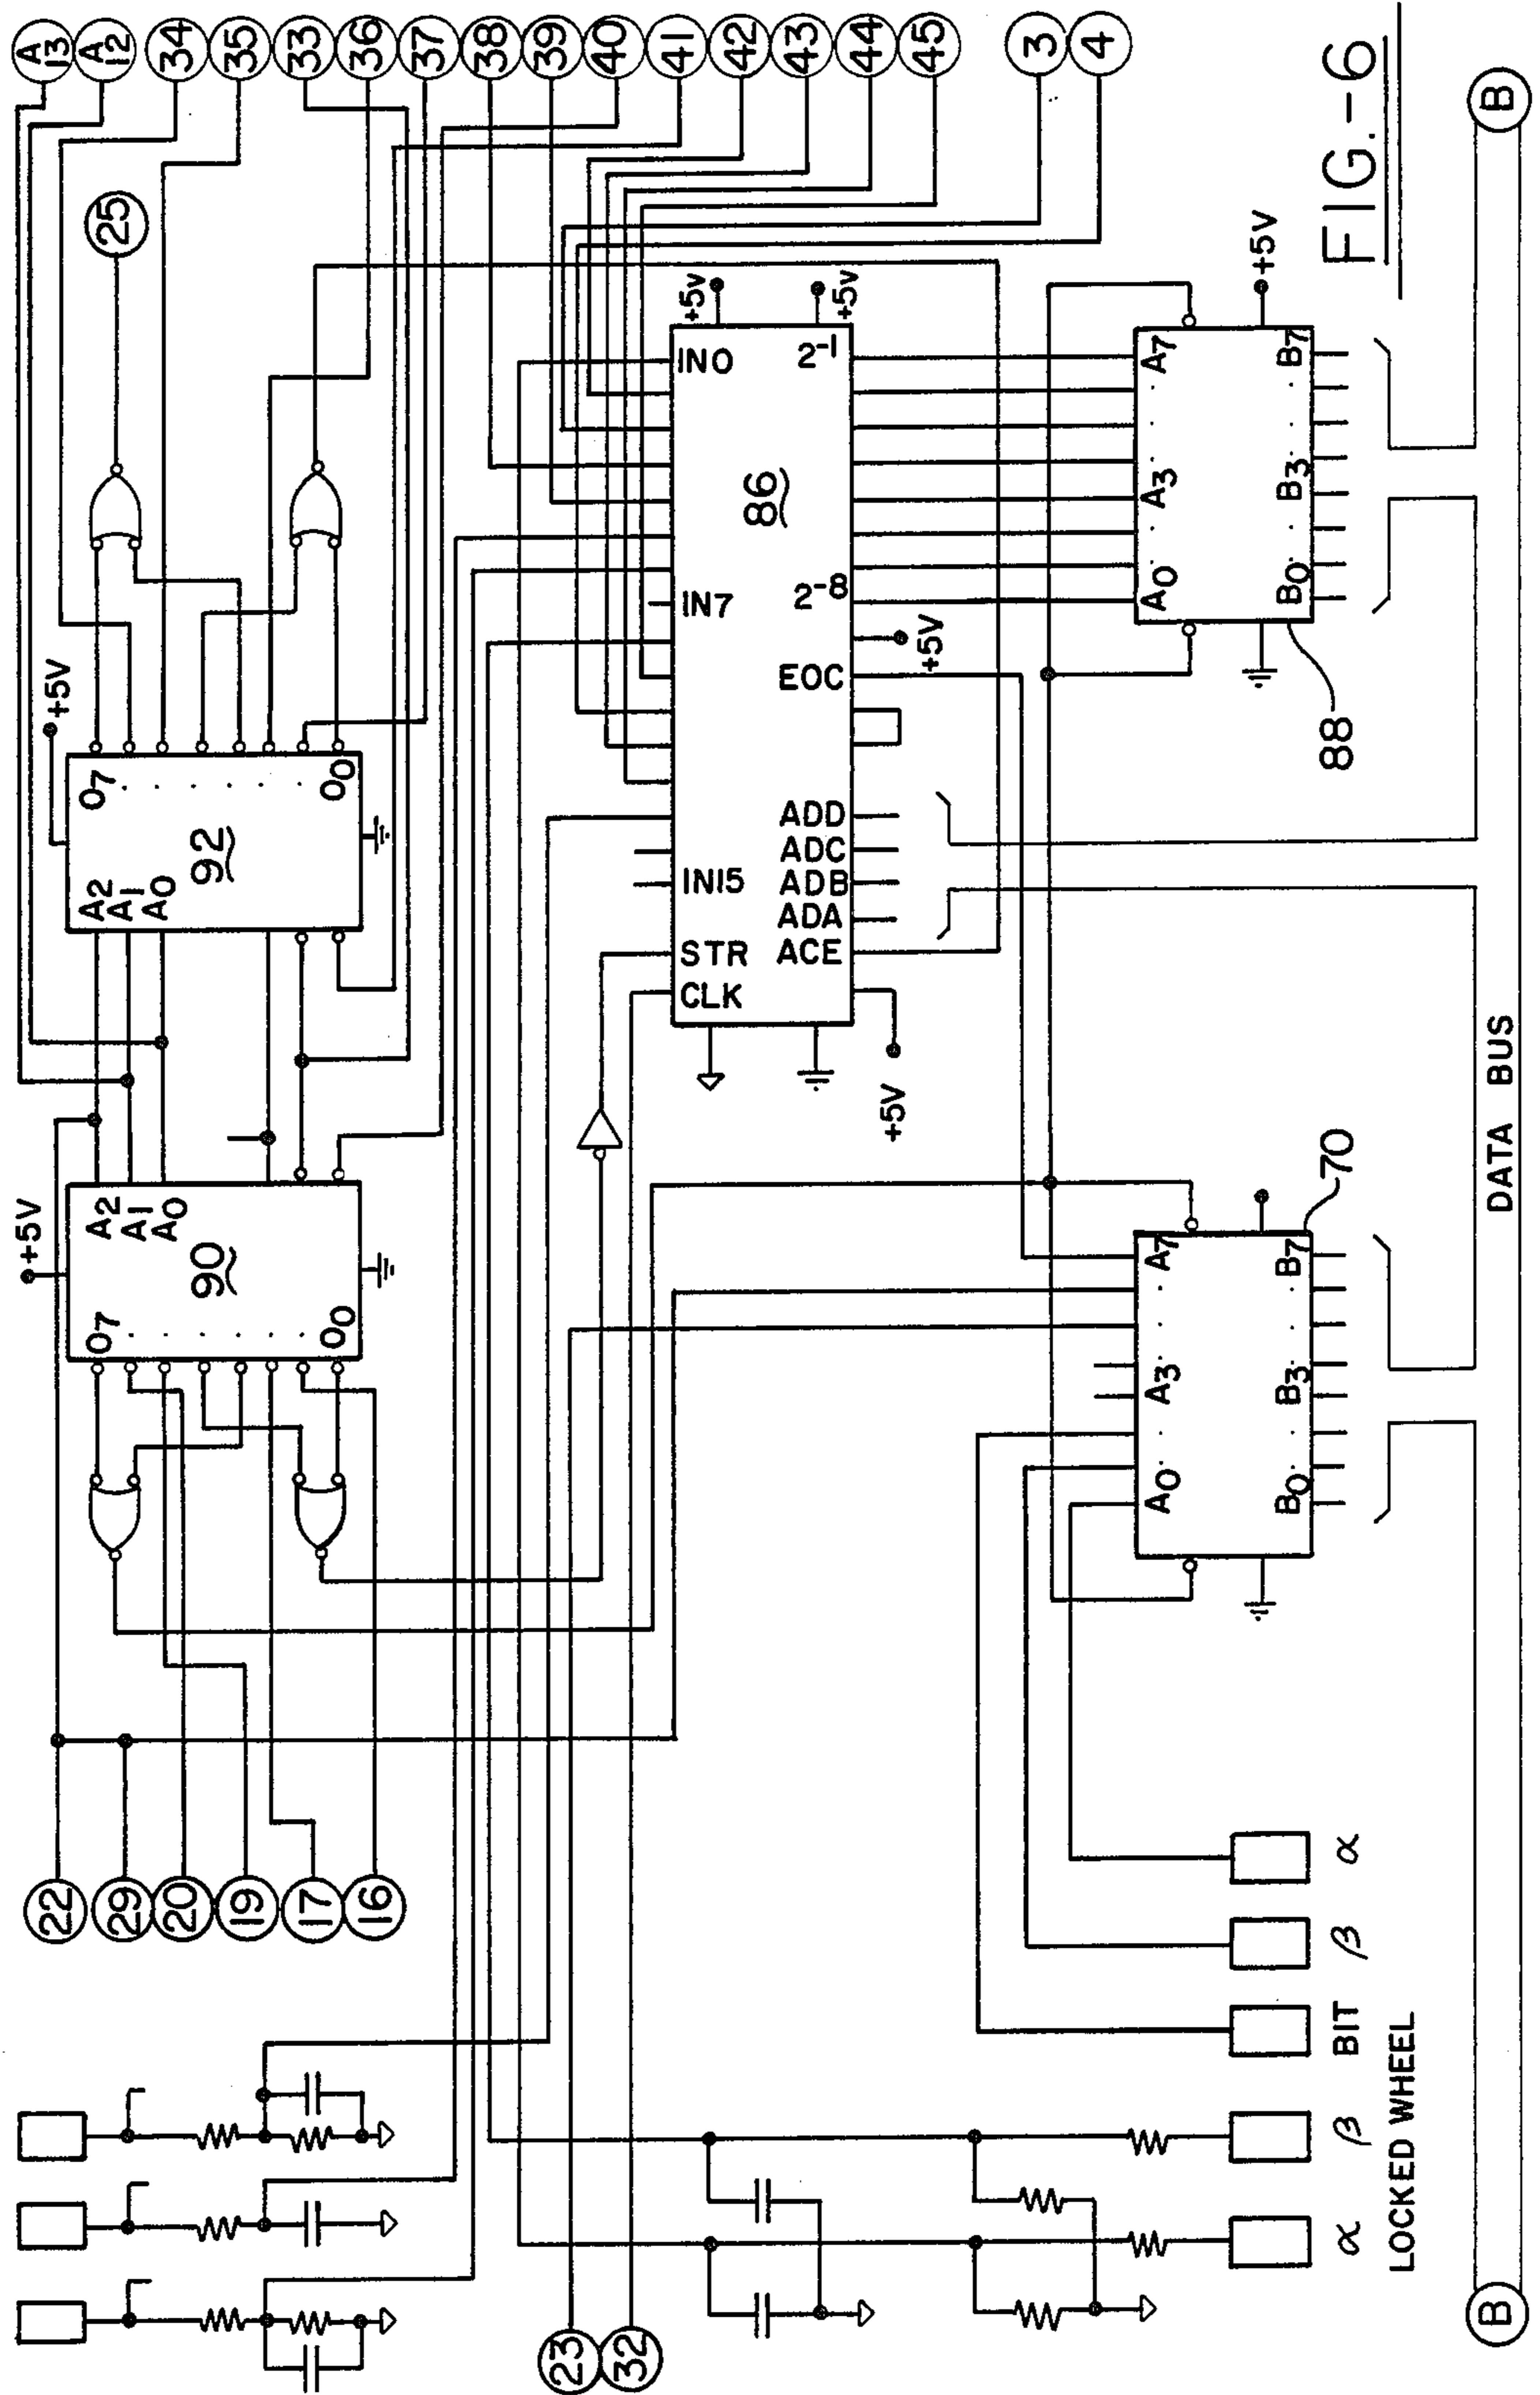 A13
A12
34
35
33
36
37
38
39
40
41
42
43
44
45
3
4
25
FIG.-6
+5V
O7
O0
92
A2
A1
A0
+5V
A2
A1
A0
90
O7
O0
22
29
20
19
17
16
+5v
+5v
IN0
2-1
86
IN7
2-8
+5V
EOC
ADD
ADC
IN15
ADB
ADA
STR
ACE
CLK
+5V
A7
A3
A0
+5V
B7
B3
B0
88
A7
A3
A0
B7
B3
B0
70
23
32
α
β
BIT
β
α
LOCKED WHEEL
DATA BUS
B
B